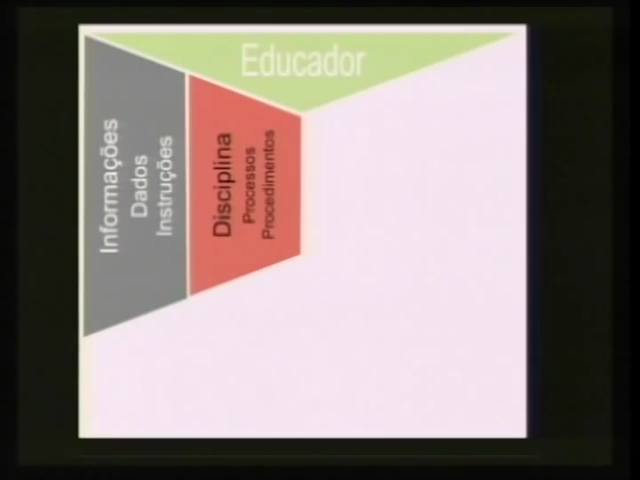 Educador
Informações
Dados
Instruções
Disciplina
Processos
Procedimentos